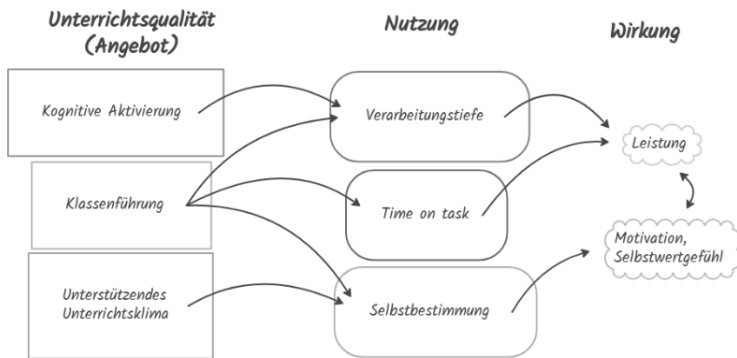 Unterrichtsqualität
(Angebot)
Nutzung
Wirkung
Kognitive Aktivierung
Verarbeitungstiefe
Leistung
Klassenführung
Time on task
Motivation,
Selbstwertgefühl
Unterstützendes
Unterrichtsklima
Selbstbestimmung